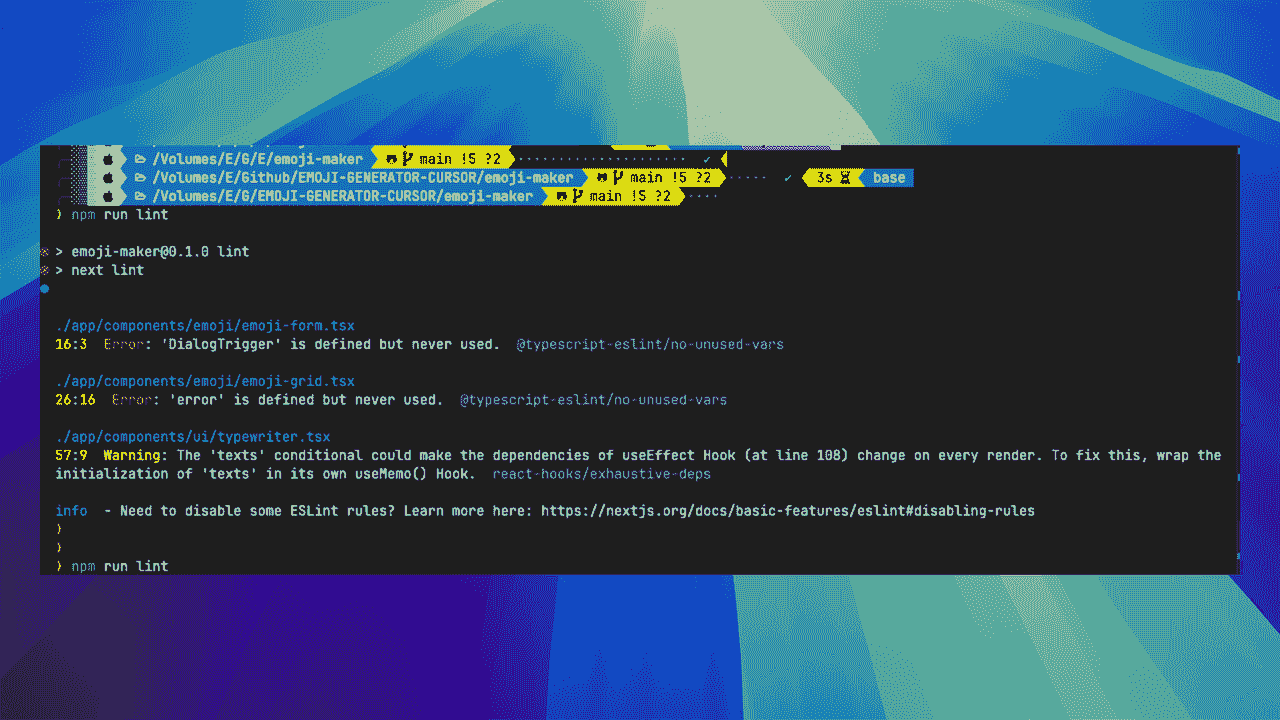 /Volumes/E/G/E/emoji-maker main !5 ?2 ✓
/Volumes/E/Github/EMOJI-GENERATOR-CURSOR/emoji-maker main !5 ?2 ✓ 3s base
/Volumes/E/G/EMOJI-GENERATOR-CURSOR/emoji-maker main !5 ?2
❯ npm run lint
> emoji-maker@0.1.0 lint
> next lint
./app/components/emoji/emoji-form.tsx
16:3 Error: 'DialogTrigger' is defined but never used. @typescript-eslint/no-unused-vars
./app/components/emoji/emoji-grid.tsx
26:16 Error: 'error' is defined but never used. @typescript-eslint/no-unused-vars
./app/components/ui/typewriter.tsx
57:9 Warning: The 'texts' conditional could make the dependencies of useEffect Hook (at line 108) change on every render. To fix this, wrap the
initialization of 'texts' in its own useMemo() Hook. react-hooks/exhaustive-deps
info - Need to disable some ESLint rules? Learn more here: https://nextjs.org/docs/basic-features/eslint#disabling-rules
❯
❯
❯ npm run lint